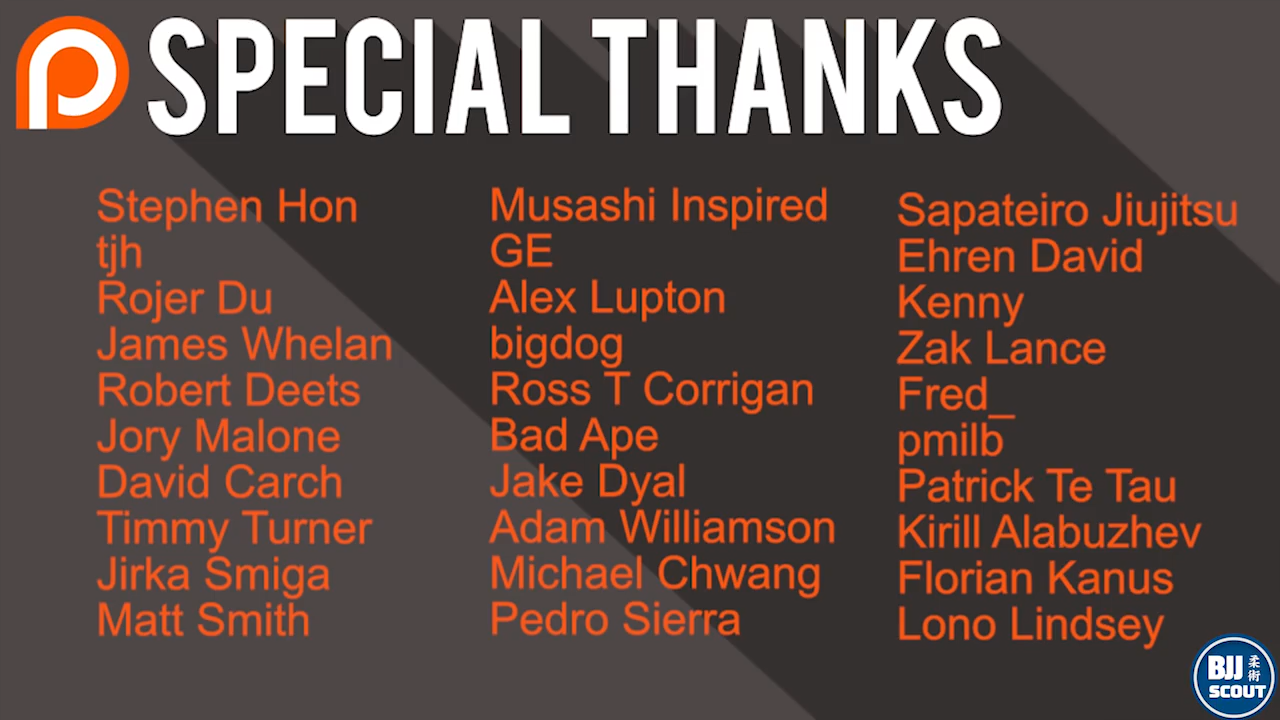 SPECIAL THANKS
Stephen Hon
tjh
Rojer Du
James Whelan
Robert Deets
Jory Malone
David Carch
Timmy Turner
Jirka Smiga
Matt Smith
Musashi Inspired
GE
Alex Lupton
bigdog
Ross T Corrigan
Bad Ape
Jake Dyal
Adam Williamson
Michael Chwang
Pedro Sierra
Sapateiro Jiujitsu
Ehren David
Kenny
Zak Lance
Fred_
pmilb
Patrick Te Tau
Kirill Alabuzhev
Florian Kanus
Lono Lindsey
BJJ 柔術
SCOUT